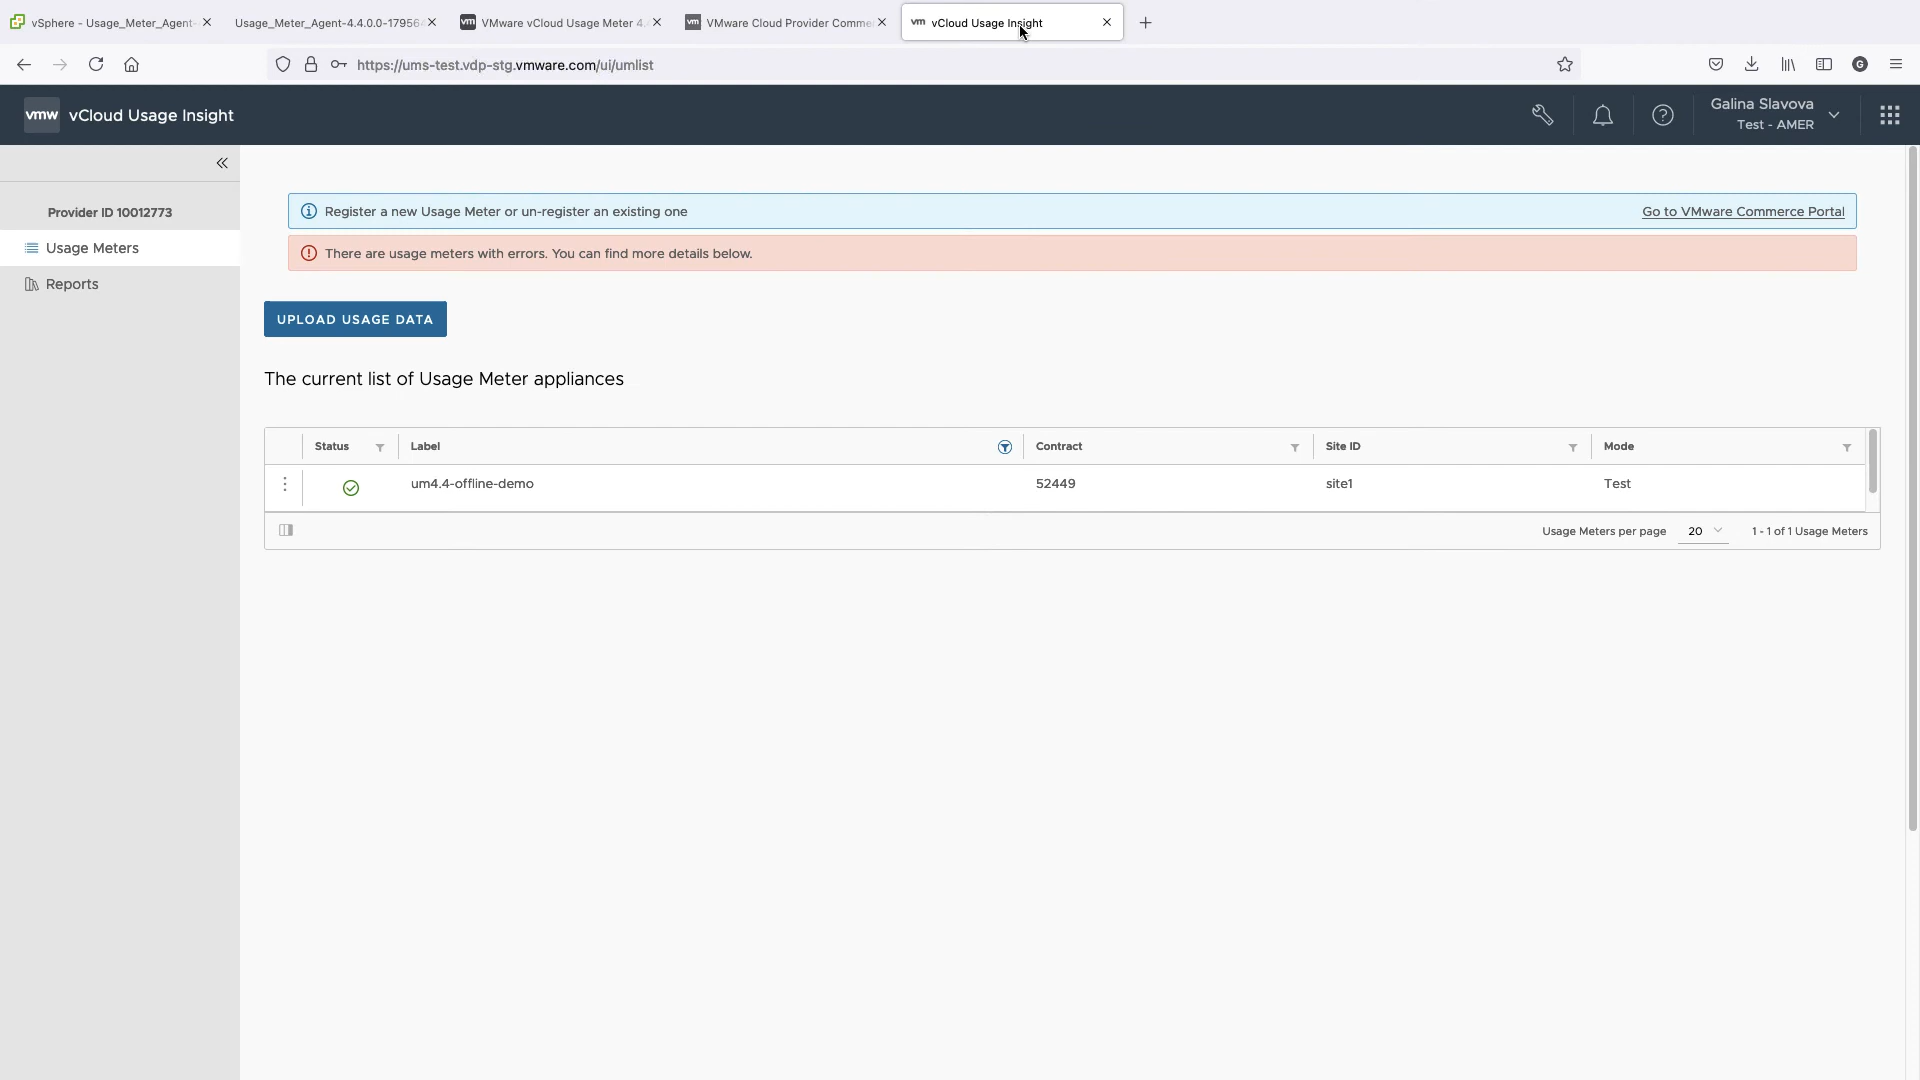 vSphere - Usage_Meter_Agent-
Usage_Meter_Agent-4.4.0.0-17956
VMware vCloud Usage Meter 4.
VMware Cloud Provider Comme
vm vCloud Usage Insight
https://ums-test.vdp-stg.vmware.com/ui/umlist
G
vmw vCloud Usage Insight
Galina Slavova
Test - AMER
Provider ID 10012773
Usage Meters
Reports
Register a new Usage Meter or un-register an existing one
Go to VMware Commerce Portal
There are usage meters with errors. You can find more details below.
UPLOAD USAGE DATA
The current list of Usage Meter appliances
Status Label Contract Site ID Mode
um4.4-offline-demo 52449 site1 Test
Usage Meters per page 20 1 - 1 of 1 Usage Meters